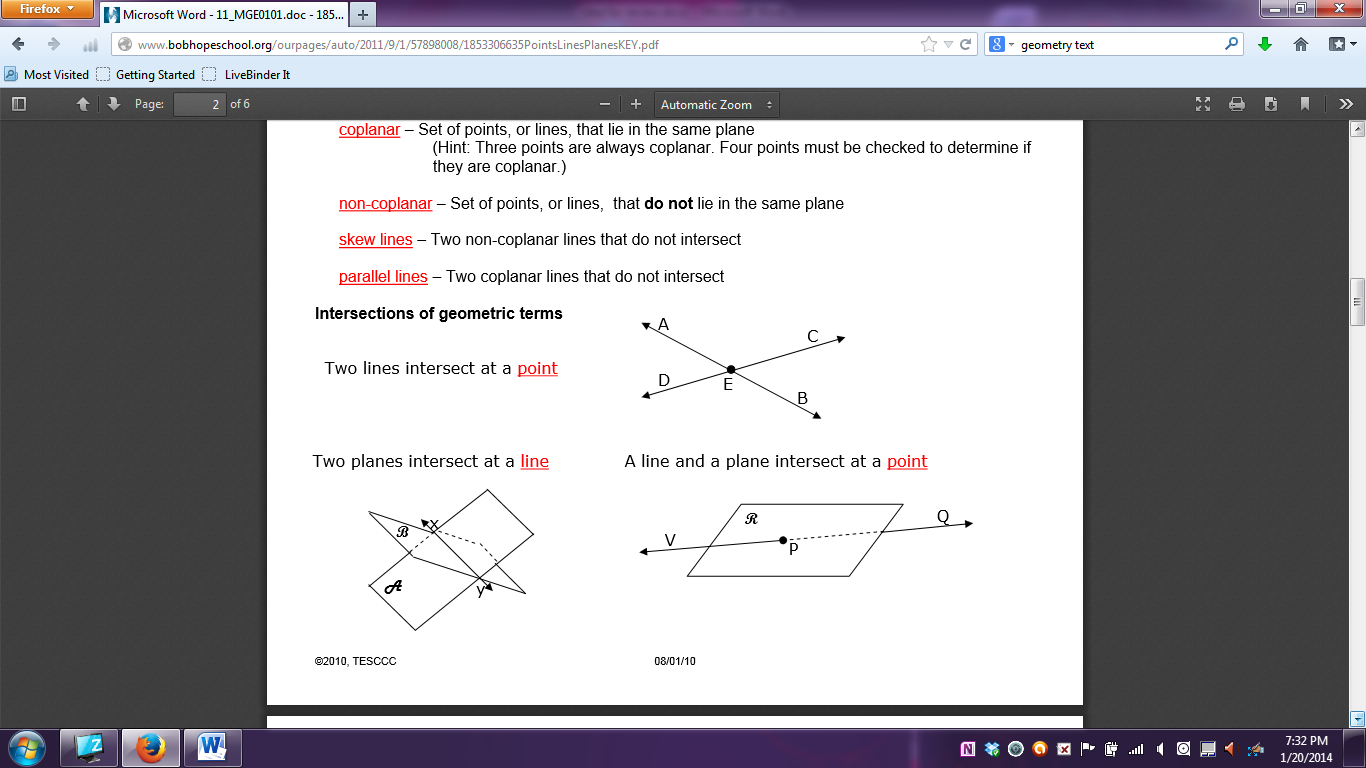 Firefox
Microsoft Word - 11_MGE0101.doc - 185...
www.bobhopeschool.org/ourpages/auto/2011/9/1/57898008/1853306635PointsLinesPlanesKEY.pdf
geometry text
Most Visited Getting Started LiveBinder It
Page: 2 of 6
Automatic Zoom
coplanar – Set of points, or lines, that lie in the same plane
(Hint: Three points are always coplanar. Four points must be checked to determine if
they are coplanar.)
non-coplanar – Set of points, or lines, that do not lie in the same plane
skew lines – Two non-coplanar lines that do not intersect
parallel lines – Two coplanar lines that do not intersect
Intersections of geometric terms
A
C
Two lines intersect at a point
D
E
B
Two planes intersect at a line
A line and a plane intersect at a point
x
B
A
y
R
Q
V
P
©2010, TESCCC
08/01/10
7:32 PM
1/20/2014